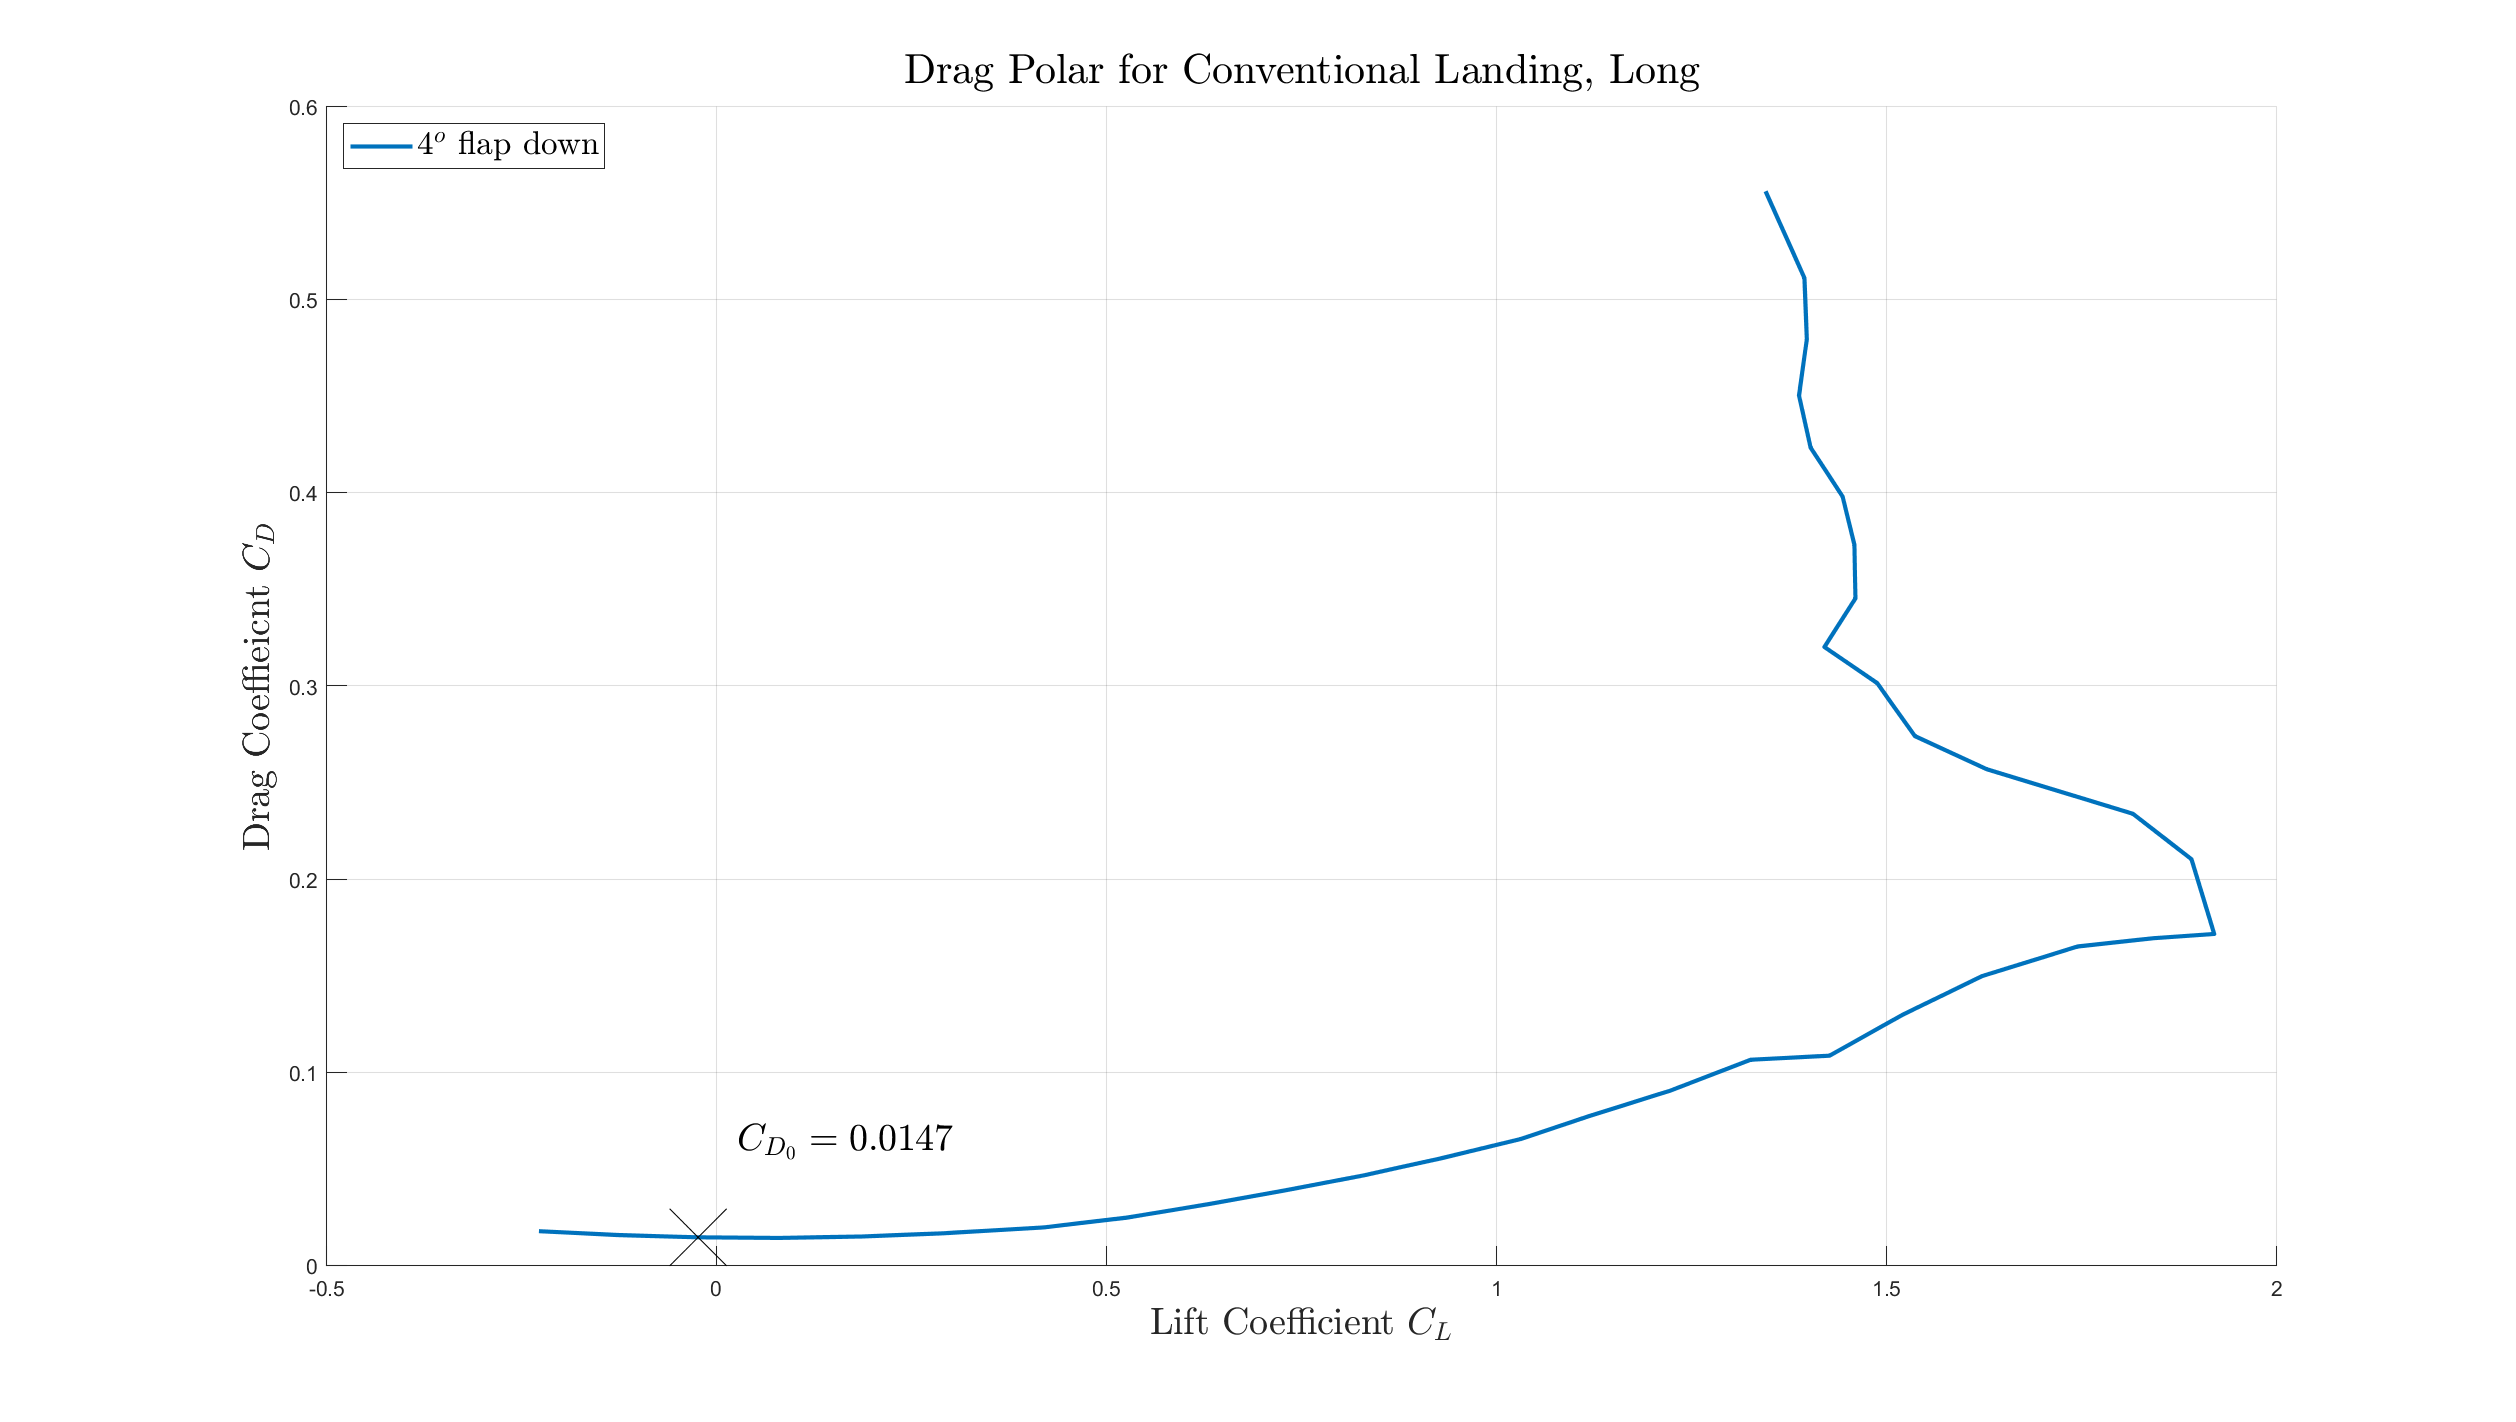 Drag Polar for Conventional Landing, Long
4° flap down
0.6
0.5
0.4
0.3
0.2
0.1
0
Drag Coeffieicnt C_D
C_{D_0} = 0.0147
-0.5 0 0.5 1 1.5 2
Lift Coefficient C_L